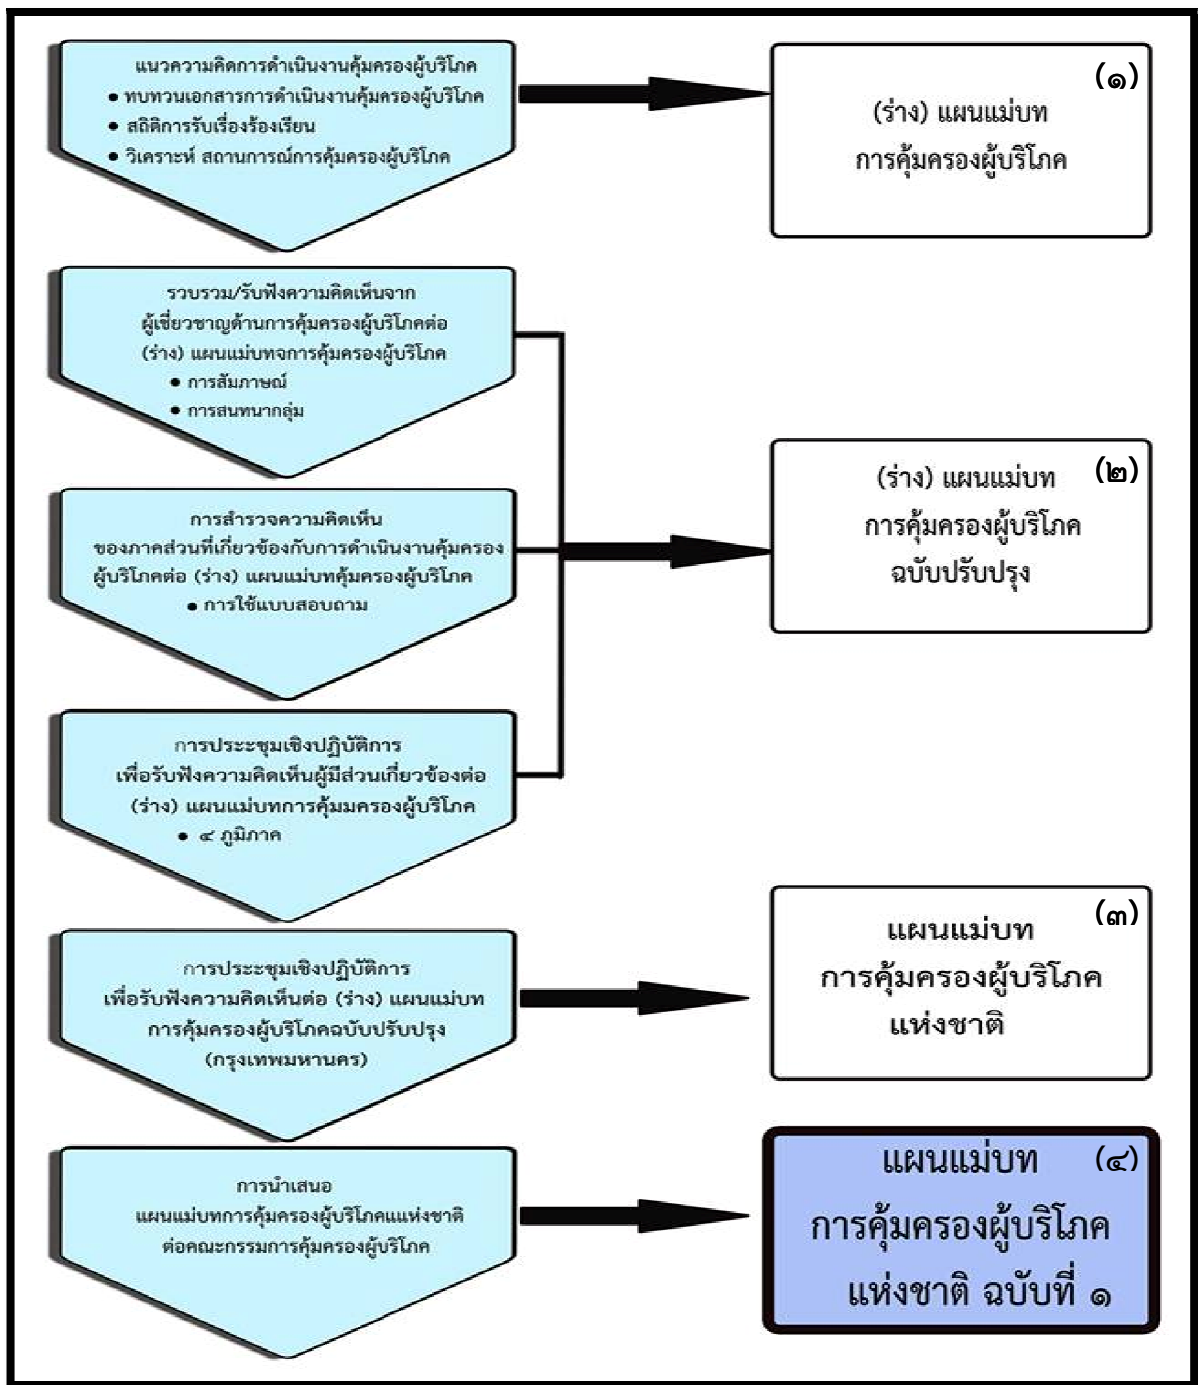 แนวความคิดการดำเนินงานคุ้มครองผู้บริโภค
● ทบทวนเอกสารการดำเนินงานคุ้มครองผู้บริโภค
● สถิติการรับเรื่องร้องเรียน
● วิเคราะห์ สถานการณ์การคุ้มครองผู้บริโภค
(๑)
(ร่าง) แผนแม่บท
การคุ้มครองผู้บริโภค
รวบรวม/รับฟังความคิดเห็นจาก
ผู้เชี่ยวชาญด้านการคุ้มครองผู้บริโภคต่อ
(ร่าง) แผนแม่บทจการคุ้มครองผู้บริโภค
● การสัมภาษณ์
● การสนทนากลุ่ม
การสำรวจความคิดเห็น
ของภาคส่วนที่เกี่ยวข้องกับการดำเนินงานคุ้มครอง
ผู้บริโภคต่อ (ร่าง) แผนแม่บทคุ้มครองผู้บริโภค
● การใช้แบบสอบถาม
(ร่าง) แผนแม่บท (๒)
การคุ้มครองผู้บริโภค
ฉบับปรับปรุง
การประะชุมเชิงปฏิบัติการ
เพื่อรับฟังความคิดเห็นผู้มีส่วนเกี่ยวข้องต่อ
(ร่าง) แผนแม่บทการคุ้มมครองผู้บริโภค
● ๔ ภูมิภาค
การประะชุมเชิงปฏิบัติการ
เพื่อรับฟังความคิดเห็นต่อ (ร่าง) แผนแม่บท
การคุ้มครองผู้บริโภคฉบับปรับปรุง
(กรุงเทพมหานคร)
(๓)
แผนแม่บท
การคุ้มครองผู้บริโภค
แห่งชาติ
การนำเสนอ
แผนแม่บทการคุ้มครองผู้บริโภคแแห่งชาติ
ต่อคณะกรรมการคุ้มครองผู้บริโภค
แผนแม่บท (๔)
การคุ้มครองผู้บริโภค
แห่งชาติ ฉบับที่ ๑